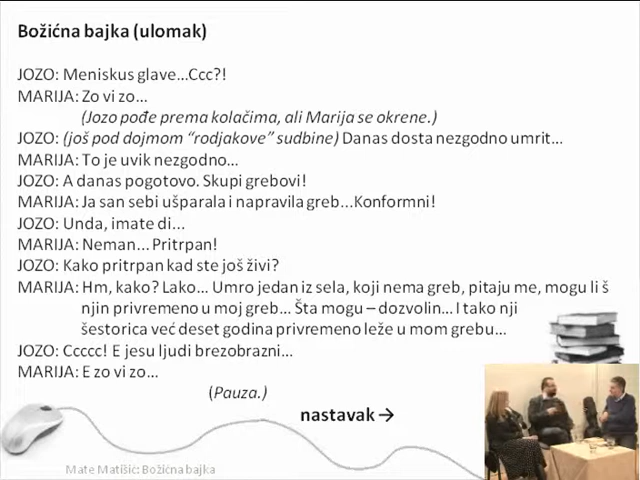 Božićna bajka (ulomak)
JOZO: Meniskus glave...Ccc?!
MARIJA: Zo vi zo...
(Jozo pođe prema kolačima, ali Marija se okrene.)
JOZO: (još pod dojmom “rodjakove” sudbine) Danas dosta nezgodno umrit...
MARIJA: To je uvik nezgodno...
JOZO: A danas pogotovo. Skupi grebovi!
MARIJA: Ja san sebi ušparala i napravila greb...Konformni!
JOZO: Unda, imate di...
MARIJA: Neman... Pritrpan!
JOZO: Kako pritrpan kad ste još živi?
MARIJA: Hm, kako? Lako... Umro jedan iz sela, koji nema greb, pitaju me, mogu li š
njin privremeno u moj greb... Šta mogu – dozvolin... I tako nji
šestorica već deset godina privremeno leže u mom grebu...
JOZO: Ccccc! E jesu ljudi brezobrazni...
MARIJA: E zo vi zo...
(Pauza.)
nastavak →
Mate Matišić: Božićna bajka